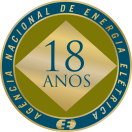 AGÊNCIA NACIONAL DE ENERGIA ELÉTRICA
18
ANOS